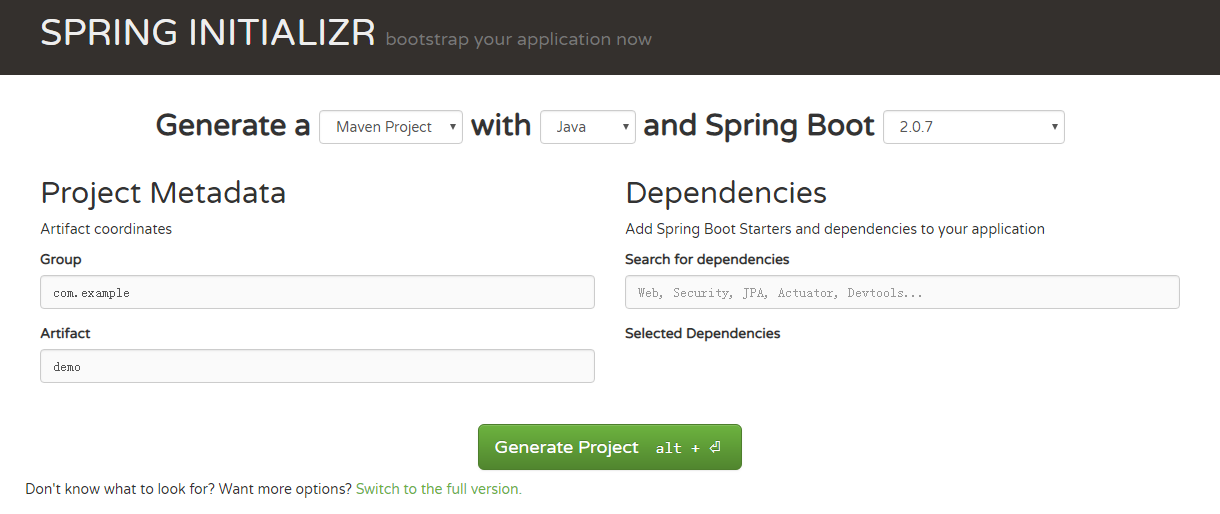 SPRING INITIALIZR bootstrap your application now
Generate a Maven Project with Java and Spring Boot 2.0.7
Project Metadata
Artifact coordinates
Group
com.example
Artifact
demo
Dependencies
Add Spring Boot Starters and dependencies to your application
Search for dependencies
Web, Security, JPA, Actuator, Devtools...
Selected Dependencies
Generate Project alt + ⏎
Don't know what to look for? Want more options? Switch to the full version.